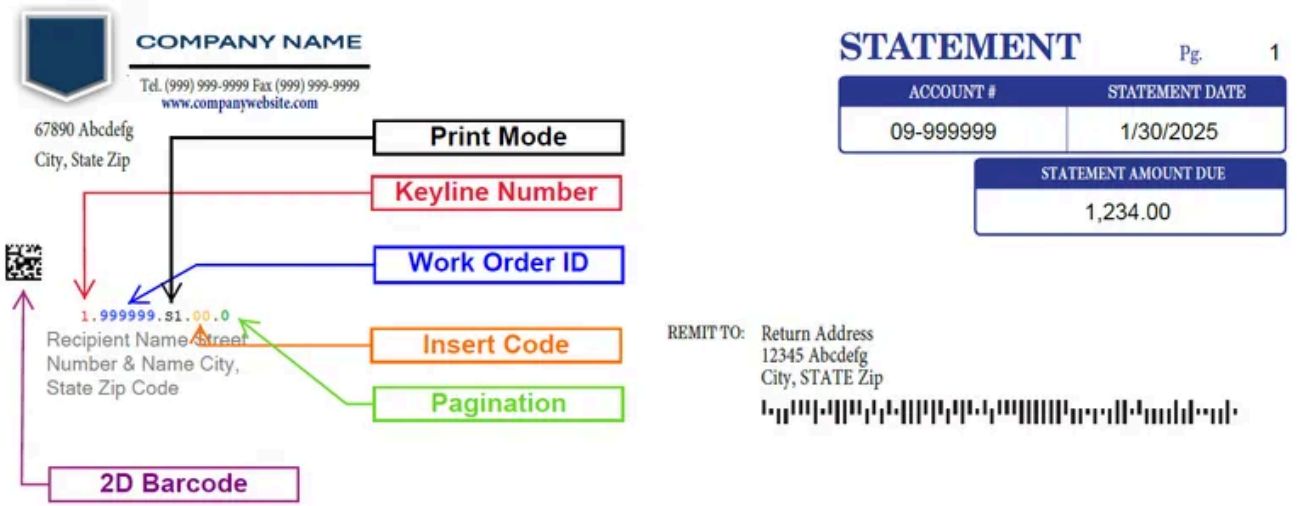 COMPANY NAME
Tel. (999) 999-9999 Fax (999) 999-9999
www.companywebsite.com
67890 Abcdefg
City, State Zip
Print Mode
Keyline Number
Work Order ID
1.999999.S1.00.0
Recipient Name Street
Number & Name City,
State Zip Code
Insert Code
Pagination
2D Barcode
STATEMENT Pg. 1
ACCOUNT # STATEMENT DATE
09-999999 1/30/2025
STATEMENT AMOUNT DUE
1,234.00
REMIT TO: Return Address
12345 Abcdefg
City, STATE Zip